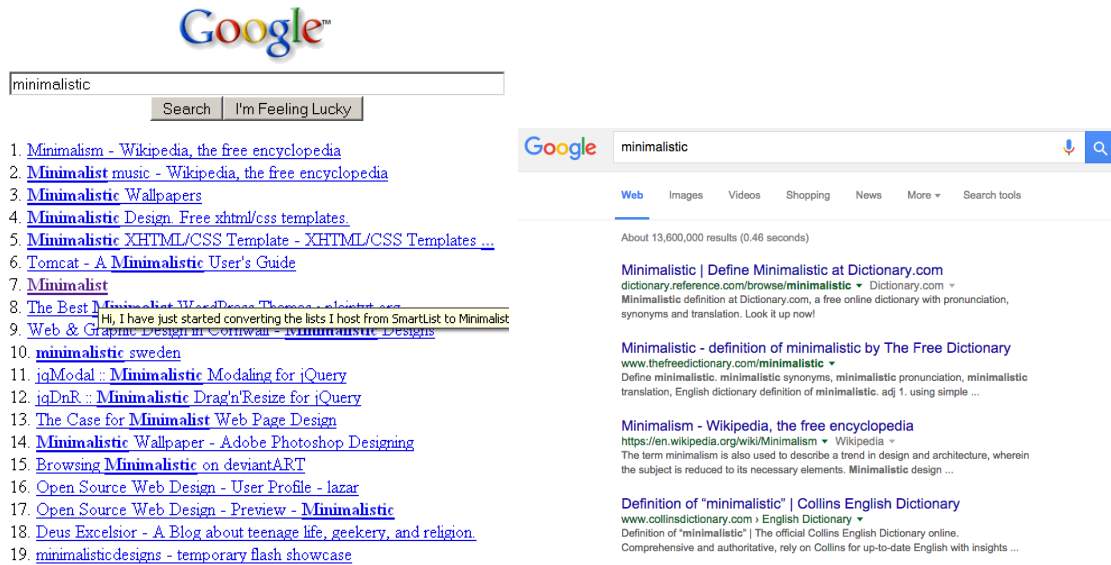 Google™
minimalistic
Search I'm Feeling Lucky
1. Minimalism - Wikipedia, the free encyclopedia
2. Minimalist music - Wikipedia, the free encyclopedia
3. Minimalistic Wallpapers
4. Minimalistic Design. Free xhtml/css templates.
5. Minimalistic XHTML/CSS Template - XHTML/CSS Templates ...
6. Tomcat - A Minimalistic User's Guide
7. Minimalist
8. The Best Minimalist WordPress Themes : plaintxt.org
Hi, I have just started converting the lists I host from SmartList to Minimalist
9. Web & Graphic Design in Cornwall - Minimalistic Designs
10. minimalistic sweden
11. jqModal :: Minimalistic Modaling for jQuery
12. jqDnR :: Minimalistic Drag'n'Resize for jQuery
13. The Case for Minimalist Web Page Design
14. Minimalistic Wallpaper - Adobe Photoshop Designing
15. Browsing Minimalistic on deviantART
16. Open Source Web Design - User Profile - lazar
17. Open Source Web Design - Preview - Minimalistic
18. Deus Excelsior - A Blog about teenage life, geekery, and religion.
19. minimalisticdesigns - temporary flash showcase
Google
minimalistic
Web Images Videos Shopping News More Search tools
About 13,600,000 results (0.46 seconds)
Minimalistic | Define Minimalistic at Dictionary.com
dictionary.reference.com/browse/minimalistic Dictionary.com
Minimalistic definition at Dictionary.com, a free online dictionary with pronunciation,
synonyms and translation. Look it up now!
Minimalistic - definition of minimalistic by The Free Dictionary
www.thefreedictionary.com/minimalistic
Define minimalistic. minimalistic synonyms, minimalistic pronunciation, minimalistic
translation, English dictionary definition of minimalistic. adj 1. using simple ...
Minimalism - Wikipedia, the free encyclopedia
https://en.wikipedia.org/wiki/Minimalism Wikipedia
The term minimalism is also used to describe a trend in design and architecture, wherein
the subject is reduced to its necessary elements. Minimalistic design ...
Definition of “minimalistic” | Collins English Dictionary
www.collinsdictionary.com › English Dictionary
Definition of “minimalistic” | The official Collins English Dictionary online.
Comprehensive and authoritative, rely on Collins for up-to-date English with insights ...